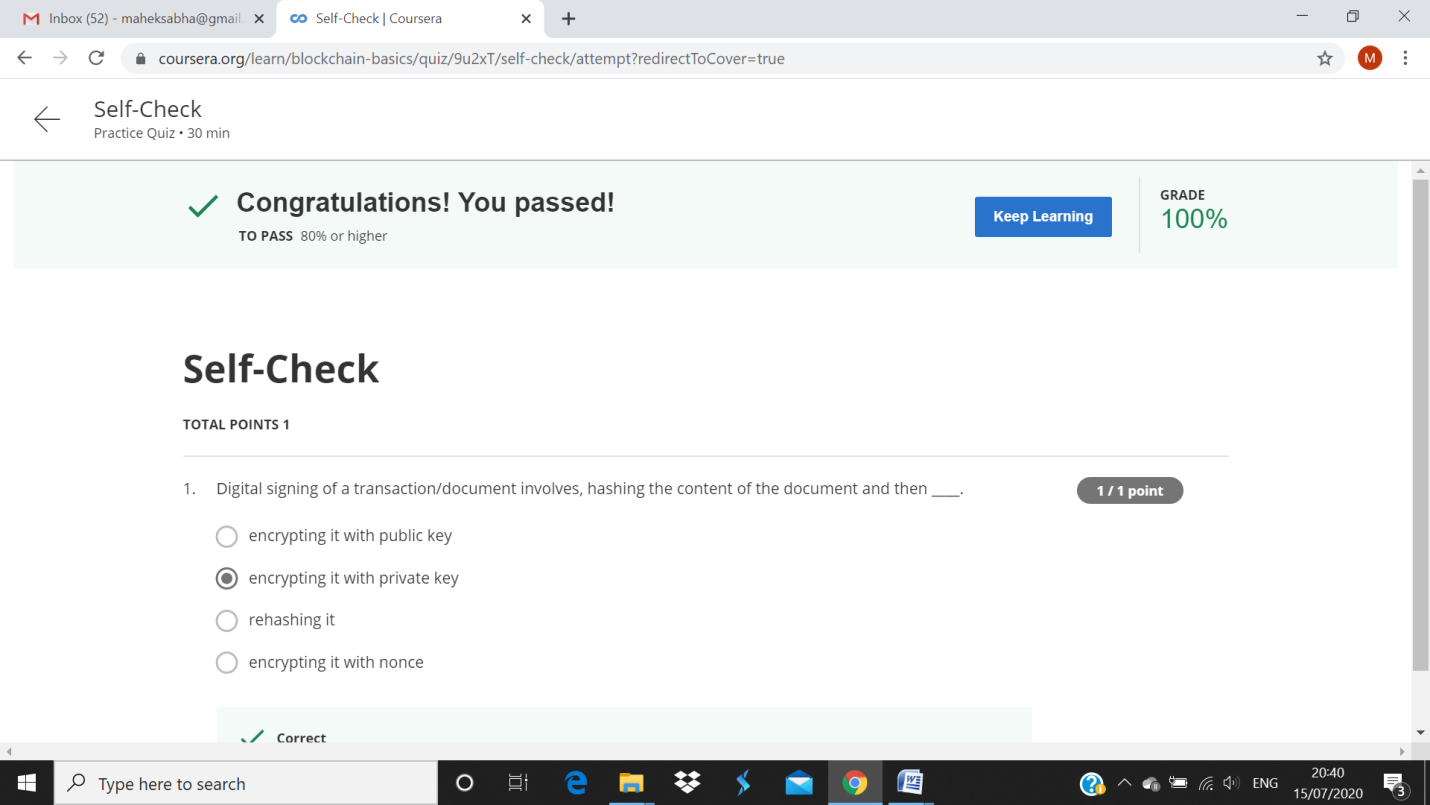 Inbox (52) - maheksabha@gmail.
Self-Check | Coursera
coursera.org/learn/blockchain-basics/quiz/9u2xT/self-check/attempt?redirectToCover=true
M
Self-Check
Practice Quiz • 30 min
Congratulations! You passed!
TO PASS 80% or higher
Keep Learning
GRADE
100%
Self-Check
TOTAL POINTS 1
1. Digital signing of a transaction/document involves, hashing the content of the document and then ____.
1 / 1 point
encrypting it with public key
encrypting it with private key
rehashing it
encrypting it with nonce
Correct
Type here to search
ENG
20:40
15/07/2020
3